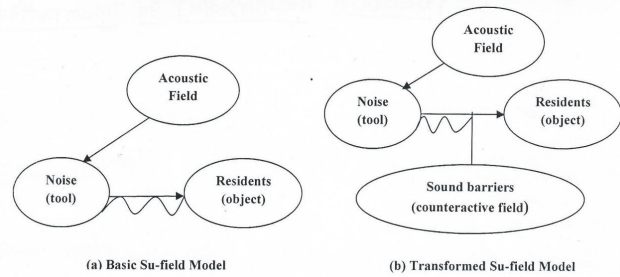 Acoustic
Field
Noise
(tool)
Residents
(object)
(a) Basic Su-field Model
Acoustic
Field
Noise
(tool)
Residents
(object)
Sound barriers
(counteractive field)
(b) Transformed Su-field Model